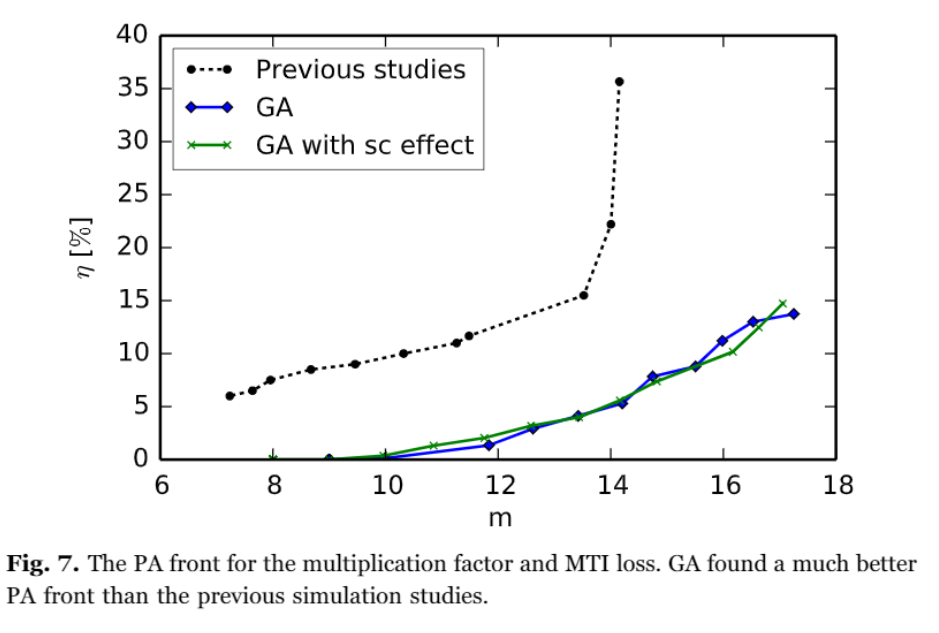 40
35
30
25
20
15
10
5
0
η [%]
Previous studies
GA
GA with sc effect
6 8 10 12 14 16 18
m
Fig. 7. The PA front for the multiplication factor and MTI loss. GA found a much better
PA front than the previous simulation studies.